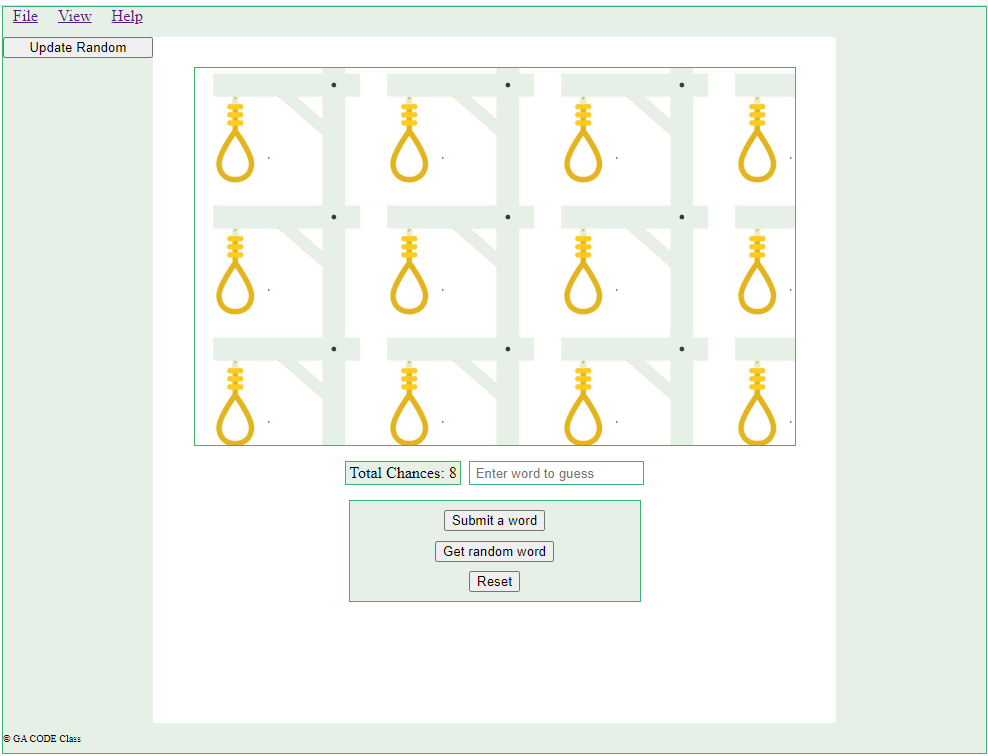 File View Help
Update Random
Total Chances: 8 Enter word to guess
Submit a word
Get random word
Reset
© GA CODE Class